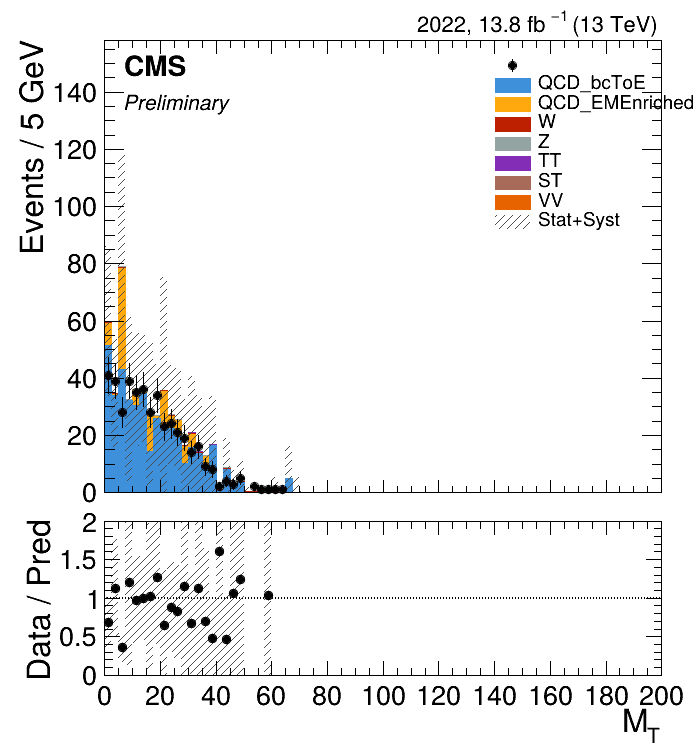 2022, 13.8 fb⁻¹ (13 TeV)
CMS
Preliminary
QCD_bcToE
QCD_EMEnriched
W
Z
TT
ST
VV
Stat+Syst
Events / 5 GeV
140
120
100
80
60
40
20
0
Data / Pred
2
1.5
1
0.5
0
0 20 40 60 80 100 120 140 160 180 200
M_T